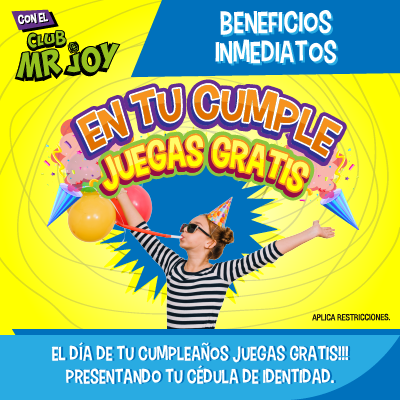 CON EL
CLUB
MR JOY
BENEFICIOS
INMEDIATOS
EN TU CUMPLE
JUEGAS GRATIS
APLICA RESTRICCIONES.
EL DÍA DE TU CUMPLEAÑOS JUEGAS GRATIS!!!
PRESENTANDO TU CÉDULA DE IDENTIDAD.